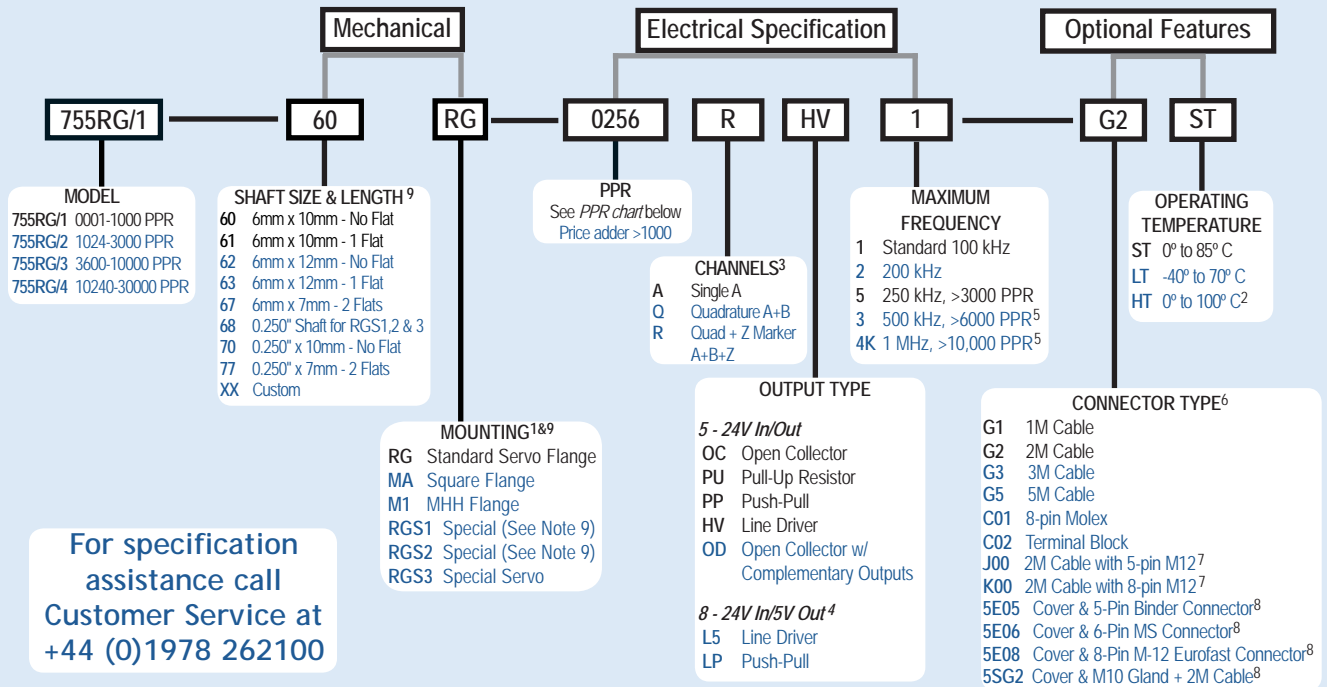 Mechanical
Electrical Specification
Optional Features
755RG/1
60
RG
0256
R
HV
1
G2
ST
MODEL
755RG/1 0001-1000 PPR
755RG/2 1024-3000 PPR
755RG/3 3600-10000 PPR
755RG/4 10240-30000 PPR
SHAFT SIZE & LENGTH 9
60 6mm x 10mm - No Flat
61 6mm x 10mm - 1 Flat
62 6mm x 12mm - No Flat
63 6mm x 12mm - 1 Flat
67 6mm x 7mm - 2 Flats
68 0.250" Shaft for RGS1,2 & 3
70 0.250" x 10mm - No Flat
77 0.250" x 7mm - 2 Flats
XX Custom
MOUNTING1&9
RG Standard Servo Flange
MA Square Flange
M1 MHH Flange
RGS1 Special (See Note 9)
RGS2 Special (See Note 9)
RGS3 Special Servo
PPR
See PPR chart below
Price adder >1000
CHANNELS3
A Single A
Q Quadrature A+B
R Quad + Z Marker
A+B+Z
OUTPUT TYPE
5 - 24V In/Out
OC Open Collector
PU Pull-Up Resistor
PP Push-Pull
HV Line Driver
OD Open Collector w/
Complementary Outputs
8 - 24V In/5V Out4
L5 Line Driver
LP Push-Pull
MAXIMUM
FREQUENCY
1 Standard 100 kHz
2 200 kHz
5 250 kHz, >3000 PPR
3 500 kHz, >6000 PPR5
4K 1 MHz, >10,000 PPR5
OPERATING
TEMPERATURE
ST 0º to 85º C
LT -40º to 70º C
HT 0º to 100º C2
CONNECTOR TYPE6
G1 1M Cable
G2 2M Cable
G3 3M Cable
G5 5M Cable
C01 8-pin Molex
C02 Terminal Block
J00 2M Cable with 5-pin M12 7
K00 2M Cable with 8-pin M12 7
5E05 Cover & 5-Pin Binder Connector8
5E06 Cover & 6-Pin MS Connector8
5E08 Cover & 8-Pin M-12 Eurofast Connector8
5SG2 Cover & M10 Gland + 2M Cable8
For specification
assistance call
Customer Service at
+44 (0)1978 262100